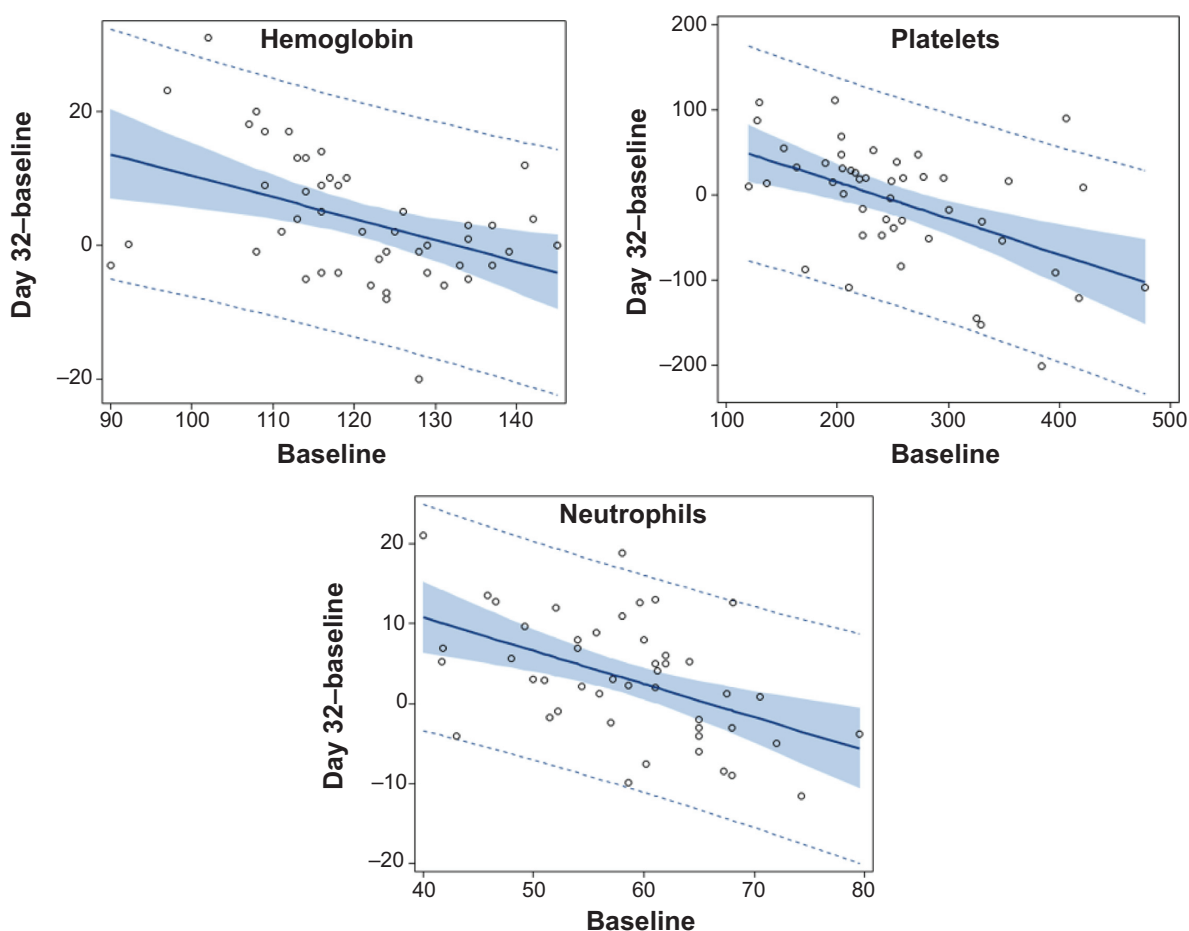 Hemoglobin
Day 32–baseline
20
0
–20
90 100 110 120 130 140
Baseline
Platelets
Day 32–baseline
200
100
0
–100
–200
100 200 300 400 500
Baseline
Neutrophils
Day 32–baseline
20
10
0
–10
–20
40 50 60 70 80
Baseline